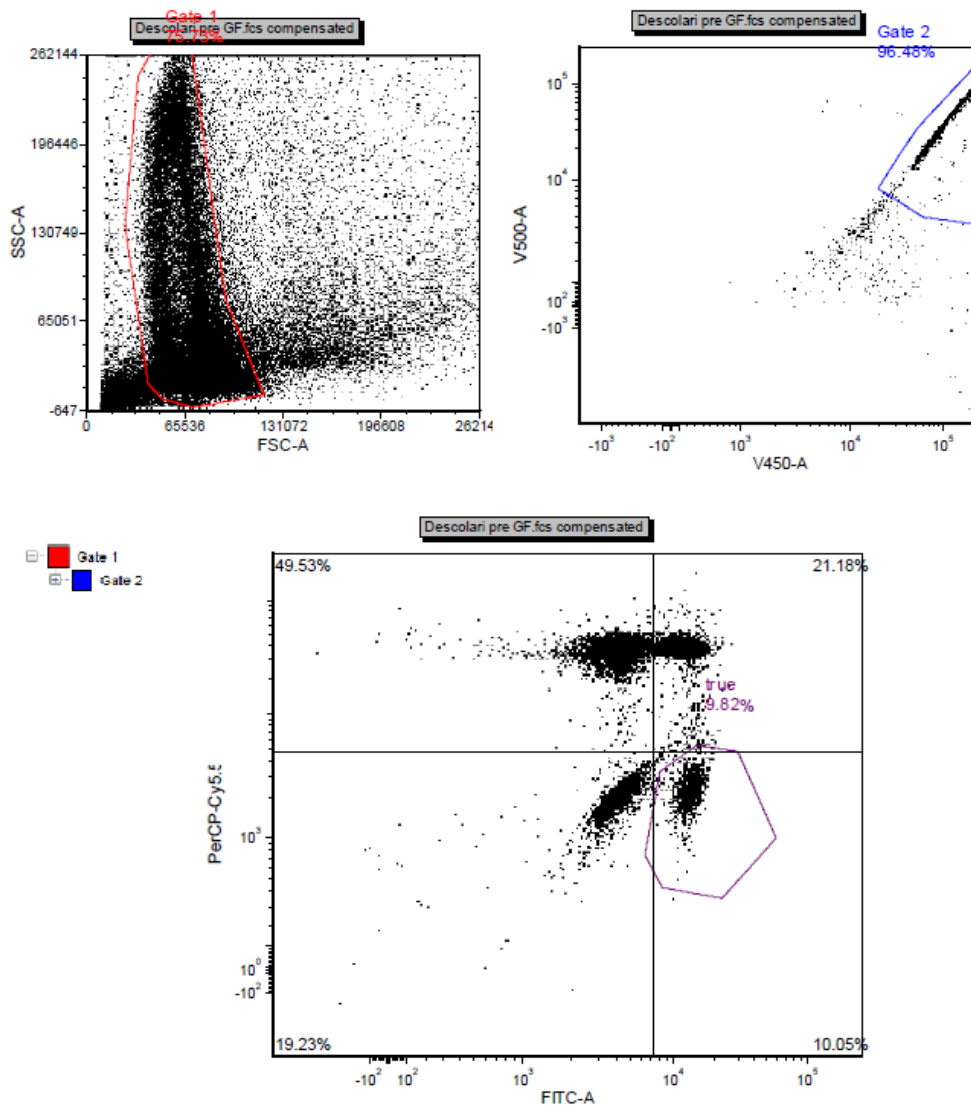 Gate 1
Descolari pre GF.fcs compensated
75.73%
262144
196446
130749
65051
-647
SSC-A
0
65536
131072
196608
26214
FSC-A
Descolari pre GF.fcs compensated
Gate 2
96.48%
10^5
10^4
10^2
-10^3
V500-A
-10^3
-10^2
10^3
10^4
10^5
V450-A
Descolari pre GF.fcs compensated
Gate 1
Gate 2
49.53%
21.18%
true
9.82%
PerCP-Cy5.5
10^3
10^0
-10^2
19.23%
10.05%
-10^2
10^2
10^3
10^4
10^5
FITC-A